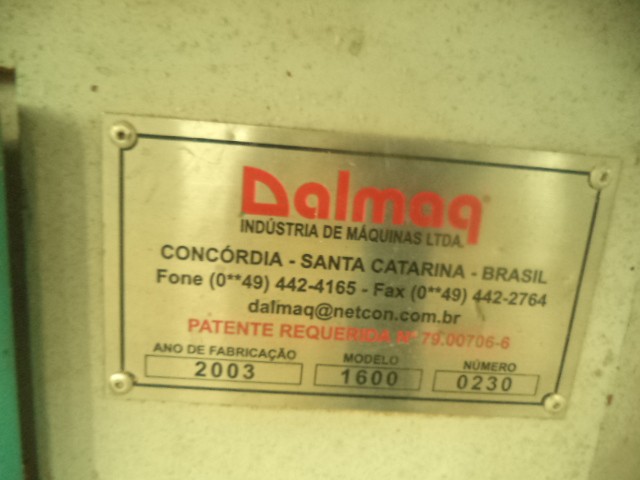 Dalmaq
INDÚSTRIA DE MÁQUINAS LTDA.
CONCÓRDIA - SANTA CATARINA - BRASIL
Fone (0**49) 442-4165 - Fax (0**49) 442-2764
dalmaq@netcon.com.br
PATENTE REQUERIDA Nº 79.00706-6
ANO DE FABRICAÇÃO MODELO NÚMERO
2003 1600 0230